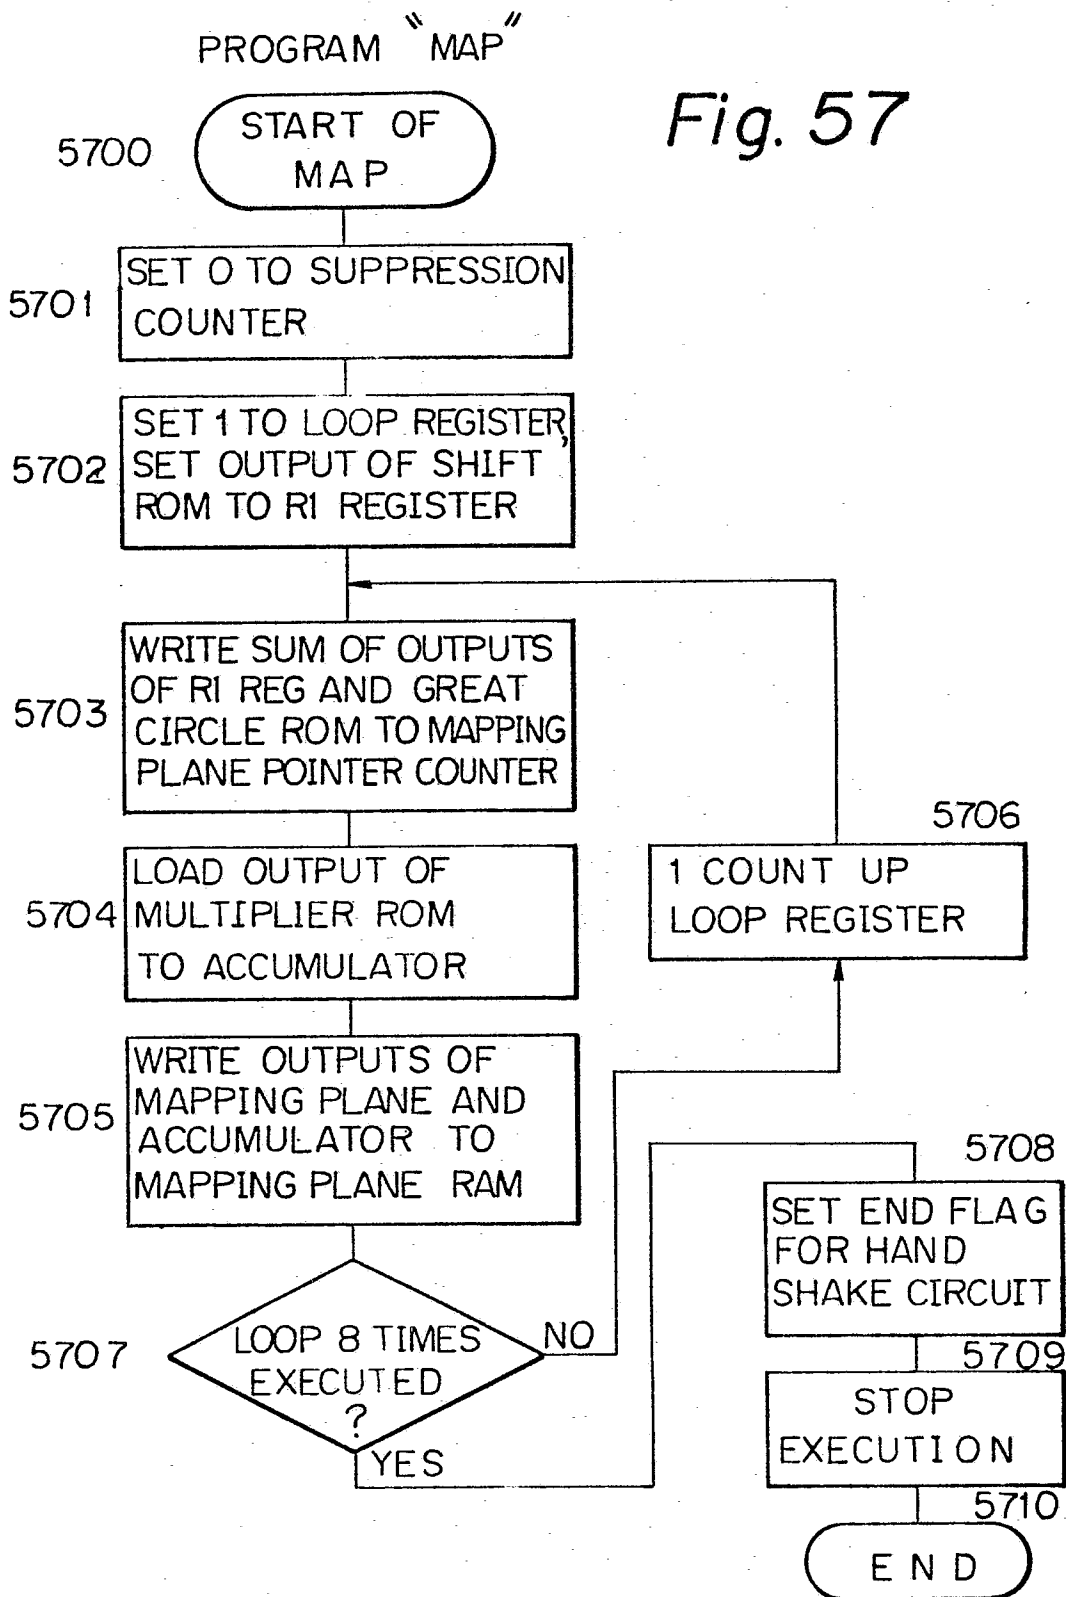 PROGRAM "MAP"
Fig. 57
5700
START OF
MAP
5701
SET 0 TO SUPPRESSION
COUNTER
5702
SET 1 TO LOOP REGISTER,
SET OUTPUT OF SHIFT
ROM TO R1 REGISTER
5703
WRITE SUM OF OUTPUTS
OF R1 REG AND GREAT
CIRCLE ROM TO MAPPING
PLANE POINTER COUNTER
5704
LOAD OUTPUT OF
MULTIPLIER ROM
TO ACCUMULATOR
5706
1 COUNT UP
LOOP REGISTER
5705
WRITE OUTPUTS OF
MAPPING PLANE AND
ACCUMULATOR TO
MAPPING PLANE RAM
5707
LOOP 8 TIMES
EXECUTED
?
NO
YES
5708
SET END FLAG
FOR HAND
SHAKE CIRCUIT
5709
STOP
EXECUTION
5710
END